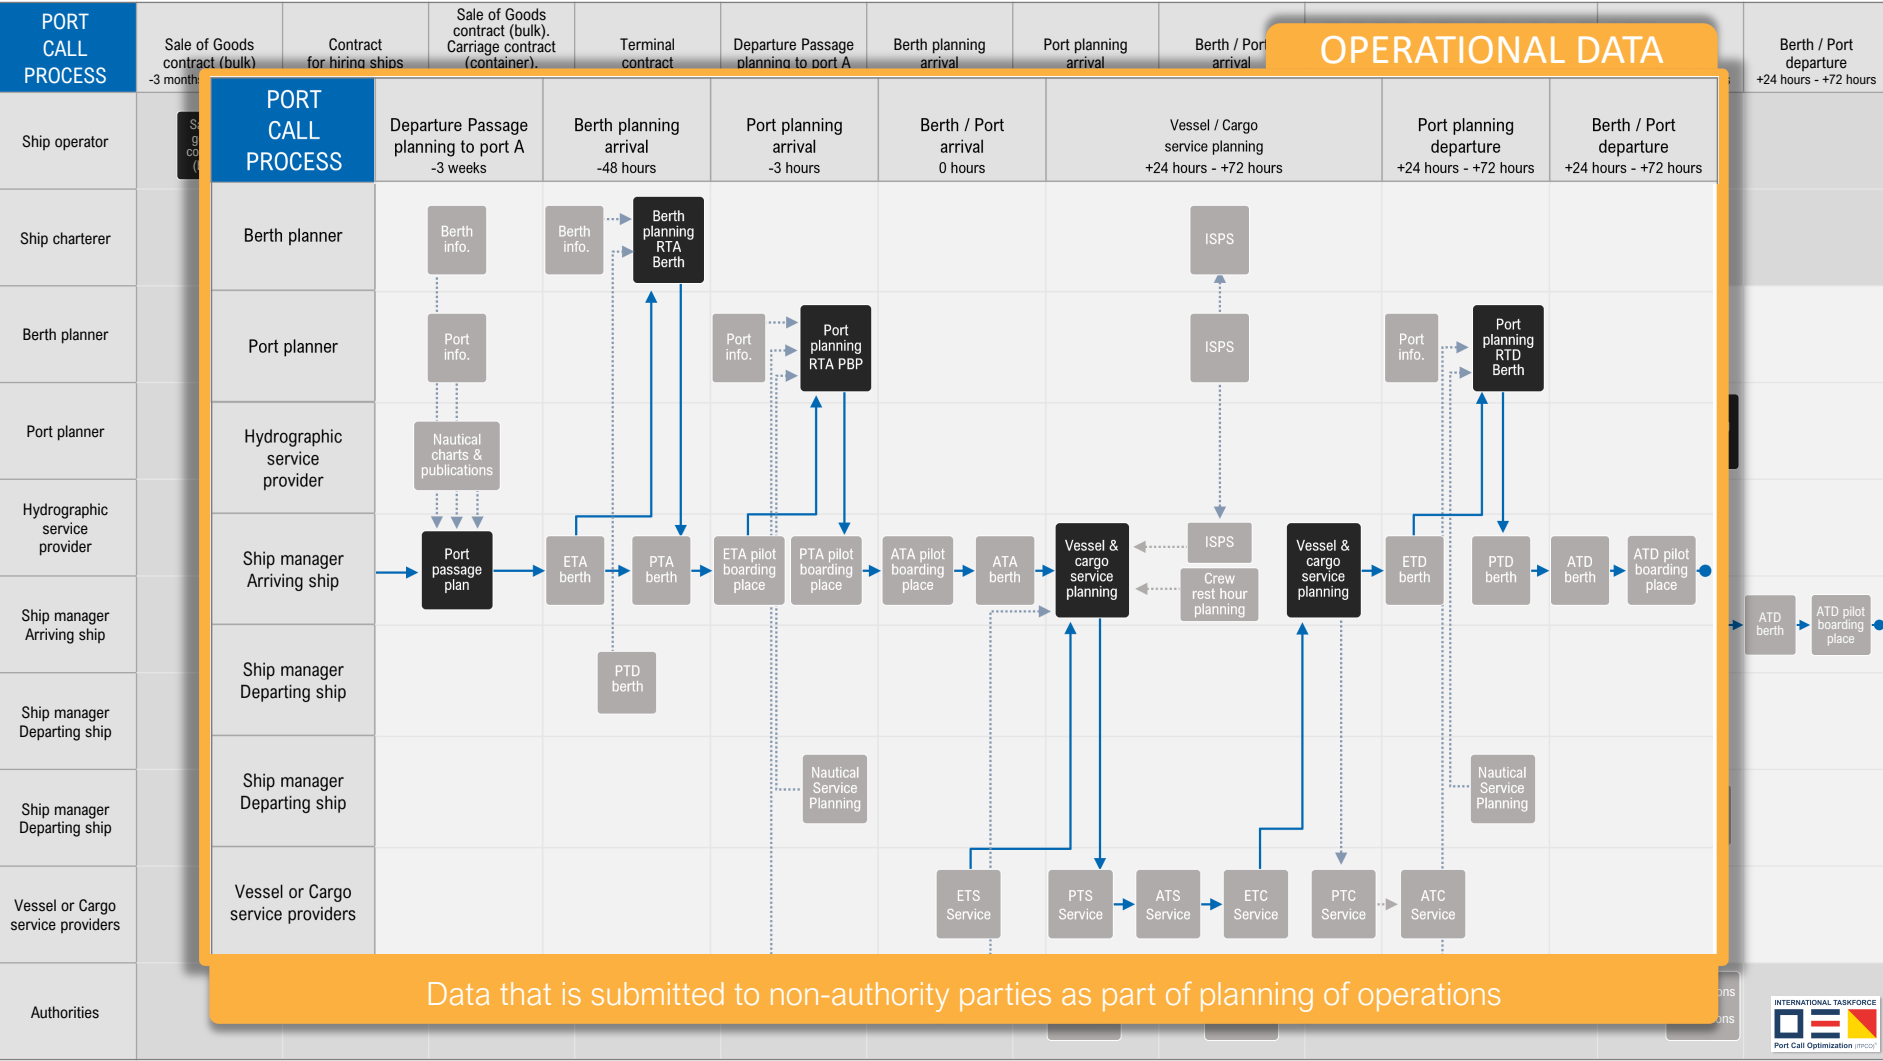 PORT
CALL
PROCESS
Sale of Goods
contract (bulk)
-3 months
Contract
for hiring ships
Sale of Goods
contract (bulk).
Carriage contract
(container).
Terminal
contract
Departure Passage
planning to port A
Berth planning
arrival
Port planning
arrival
Berth / Port
arrival
Berth / Port
departure
+24 hours - +72 hours
OPERATIONAL DATA
Ship operator
Ship charterer
Berth planner
Port planner
Hydrographic
service
provider
Ship manager
Arriving ship
Ship manager
Departing ship
Ship manager
Departing ship
Vessel or Cargo
service providers
Authorities
PORT
CALL
PROCESS
Departure Passage
planning to port A
-3 weeks
Berth planning
arrival
-48 hours
Port planning
arrival
-3 hours
Berth / Port
arrival
0 hours
Vessel / Cargo
service planning
+24 hours - +72 hours
Port planning
departure
+24 hours - +72 hours
Berth / Port
departure
+24 hours - +72 hours
Berth planner
Berth
info.
Berth
info.
Berth
planning
RTA
Berth
ISPS
Port planner
Port
info.
Port
info.
Port
planning
RTA PBP
ISPS
Port
info.
Port
planning
RTD
Berth
Hydrographic
service
provider
Nautical
charts &
publications
Ship manager
Arriving ship
Port
passage
plan
ETA
berth
PTA
berth
ETA pilot
boarding
place
PTA pilot
boarding
place
ATA pilot
boarding
place
ATA
berth
Vessel &
cargo
service
planning
ISPS
Crew
rest hour
planning
Vessel &
cargo
service
planning
ETD
berth
PTD
berth
ATD
berth
ATD pilot
boarding
place
ATD
berth
ATD pilot
boarding
place
Ship manager
Departing ship
PTD
berth
Ship manager
Departing ship
Nautical
Service
Planning
Nautical
Service
Planning
Vessel or Cargo
service providers
ETS
Service
PTS
Service
ATS
Service
ETC
Service
PTC
Service
ATC
Service
Data that is submitted to non-authority parties as part of planning of operations
INTERNATIONAL TASKFORCE
Port Call Optimization (ITPCO)